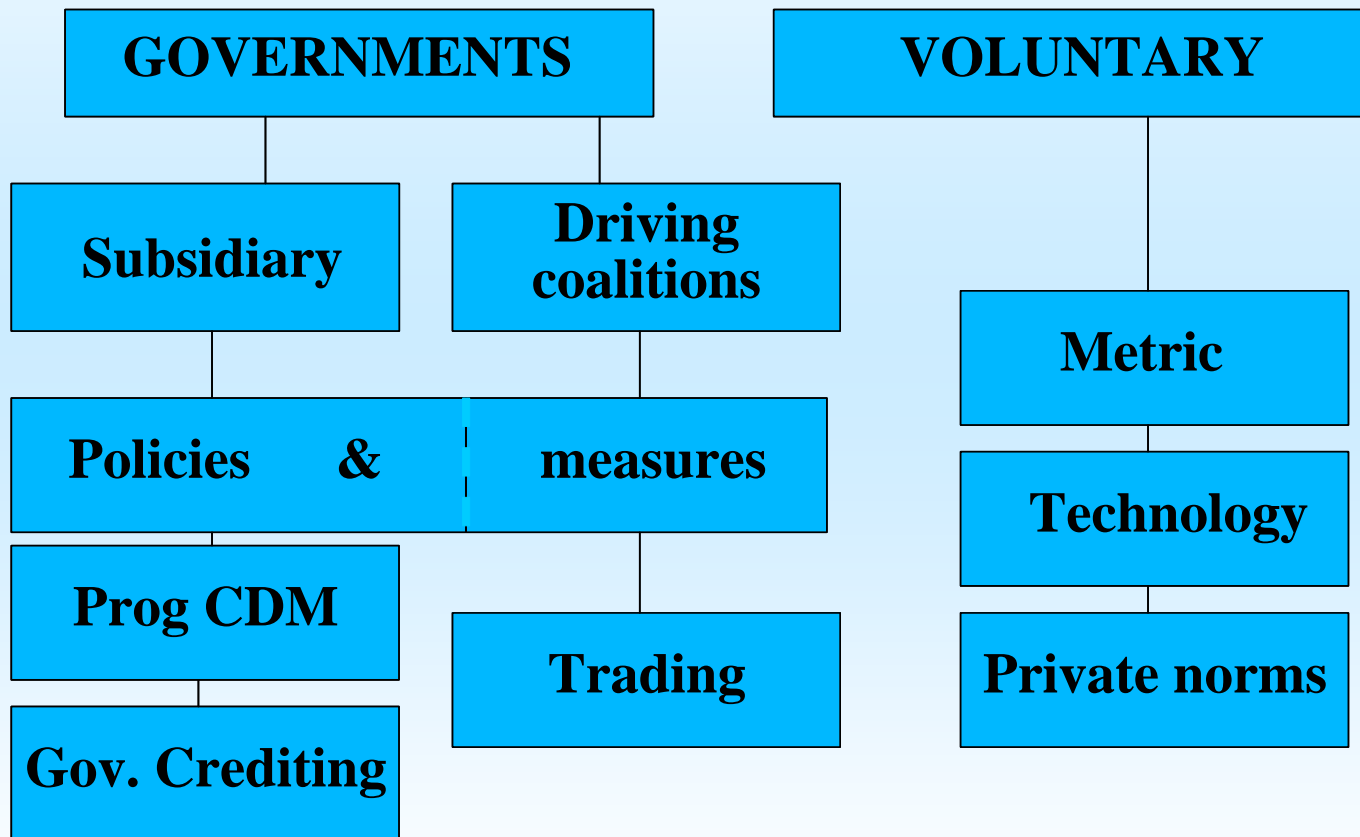 GOVERNMENTS
VOLUNTARY
Subsidiary
Driving
coalitions
Metric
Policies & measures
Technology
Prog CDM
Trading
Private norms
Gov. Crediting